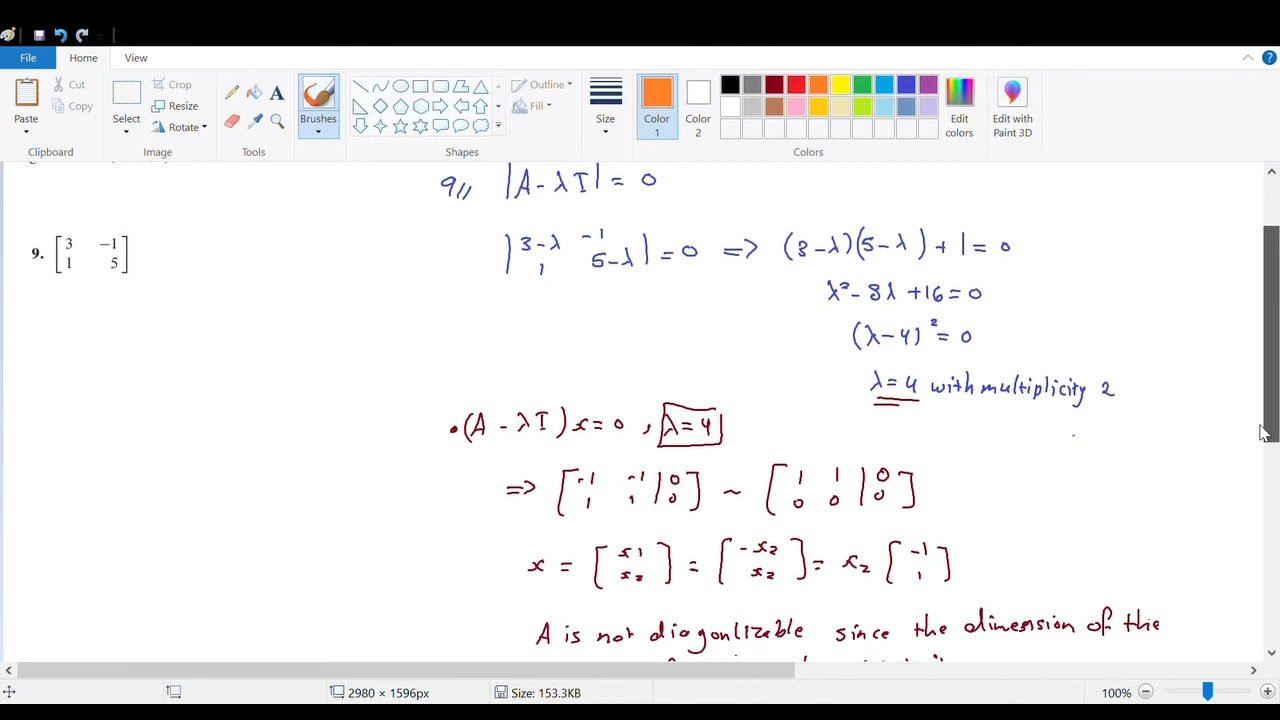 File Home View
Paste Cut Copy Clipboard
Select Crop Resize Rotate Image
Tools
Brushes
Shapes Outline Fill
Size
Color 1 Color 2 Edit colors Colors
Edit with Paint 3D
9// |A - λI| = 0
9. [3 −1
1 5]
|3-λ -1
1 5-λ| = 0 => (3-λ)(5-λ) + 1 = 0
λ² - 8λ + 16 = 0
(λ - 4)² = 0
λ = 4 with multiplicity 2
• (A - λI)x = 0 , λ = 4
=> [-1 -1 | 0
1 1 | 0] ~ [1 1 | 0
0 0 | 0]
x = [x1
x2] = [-x2
x2] = x2 [-1
1]
A is not diagonlizable since the dimension of the
2980 × 1596px Size: 153.3KB 100%